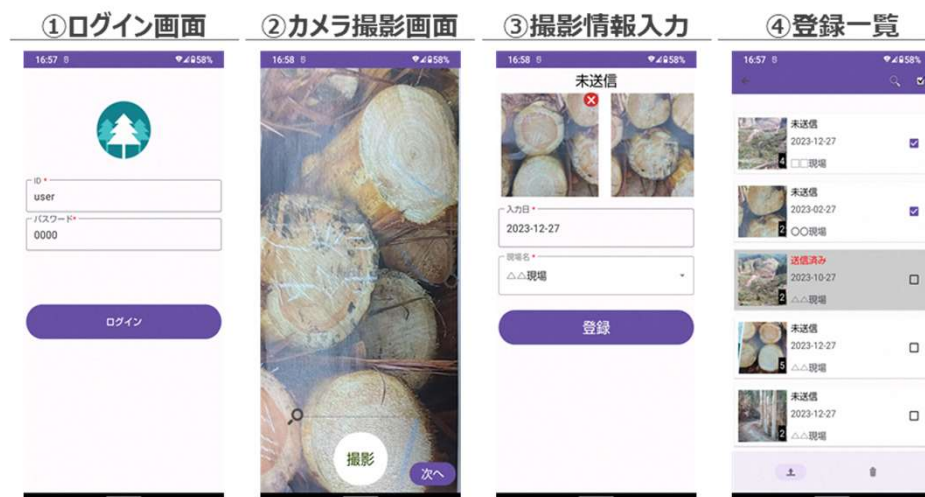 ①ログイン画面
16:57
58%
ID *
user
パスワード*
0000
ログイン
②カメラ撮影画面
16:58
58%
撮影
次へ
③撮影情報入力
16:58
58%
未送信
入力日 *
2023-12-27
現場名 *
△△現場
登録
④登録一覧
16:57
58%
未送信
2023-12-27
4
□□現場
未送信
2023-02-27
2
〇〇現場
送信済み
2023-10-27
2
△△現場
未送信
2023-12-27
5
△△現場
未送信
2023-12-27
2
△△現場